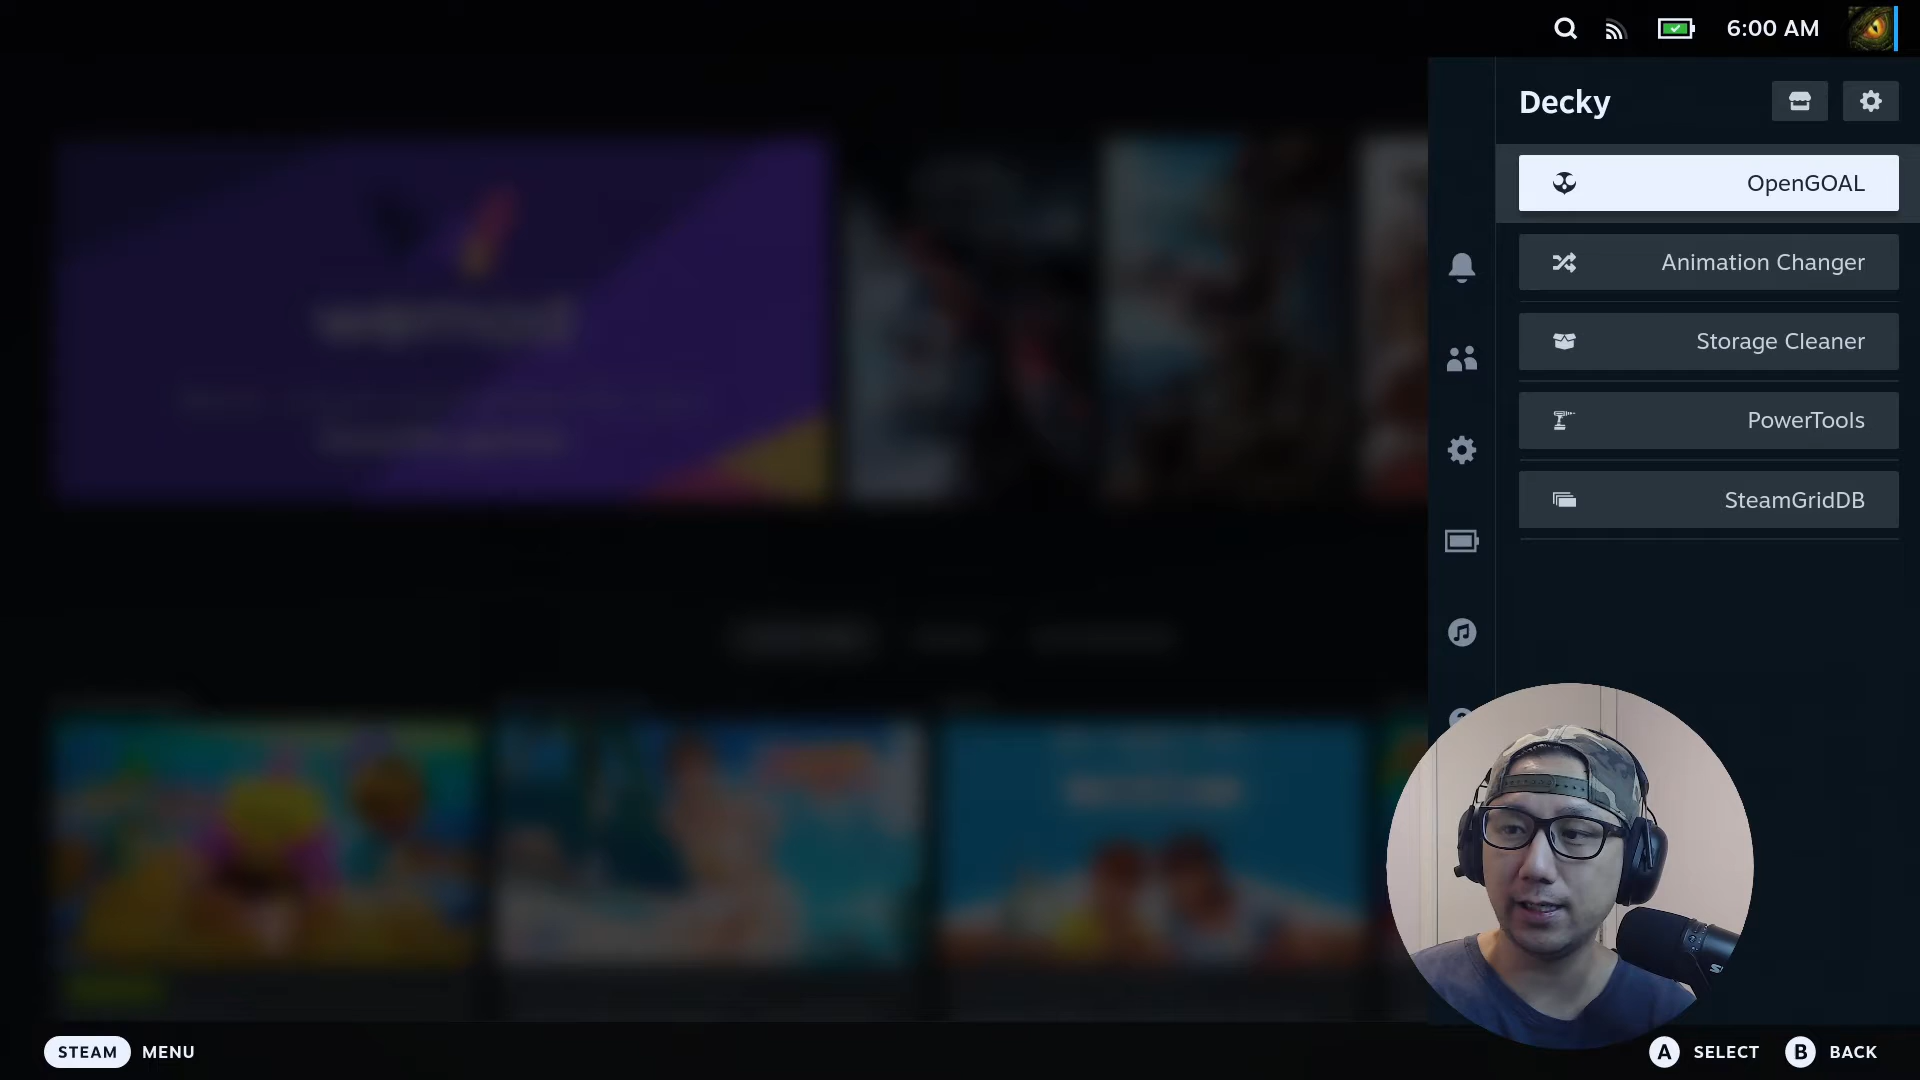 6:00 AM
Decky
OpenGOAL
Animation Changer
Storage Cleaner
PowerTools
SteamGridDB
STEAM MENU
A SELECT B BACK